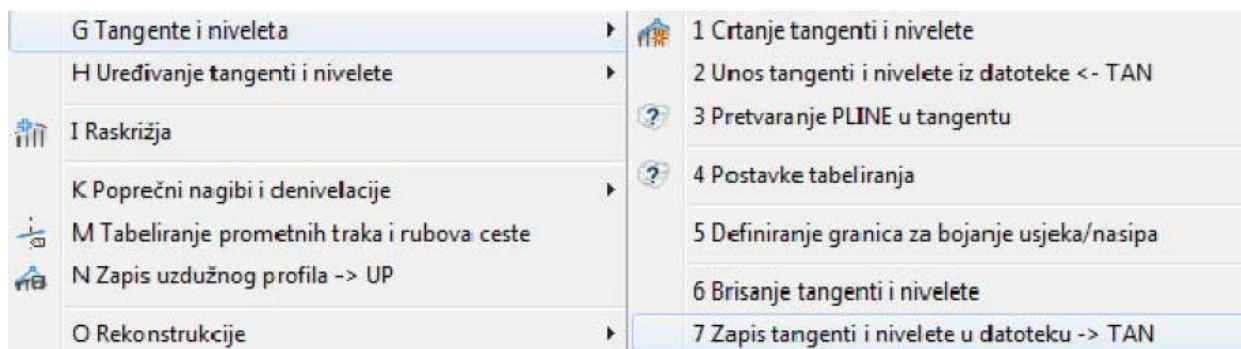 G Tangente i niveleta
H Uređivanje tangenti i nivelete
I Raskrižja
K Poprečni nagibi i denivelacije
M Tabeliranje prometnih traka i rubova ceste
N Zapis uzdužnog profila -> UP
O Rekonstrukcije
1 Crtanje tangenti i nivelete
2 Unos tangenti i nivelete iz datoteke <- TAN
3 Pretvaranje PLINE u tangentu
4 Postavke tabeliranja
5 Definiranje granica za bojanje usjeka/nasipa
6 Brisanje tangenti i nivelete
7 Zapis tangenti i nivelete u datoteku -> TAN